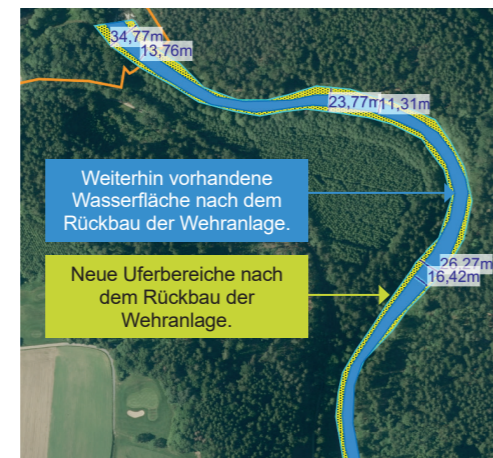 34,77m
13,76m
23,77m 11,31m
Weiterhin vorhandene
Wasserfläche nach dem
Rückbau der Wehranlage.
26,27m
16,42m
Neue Uferbereiche nach
dem Rückbau der
Wehranlage.